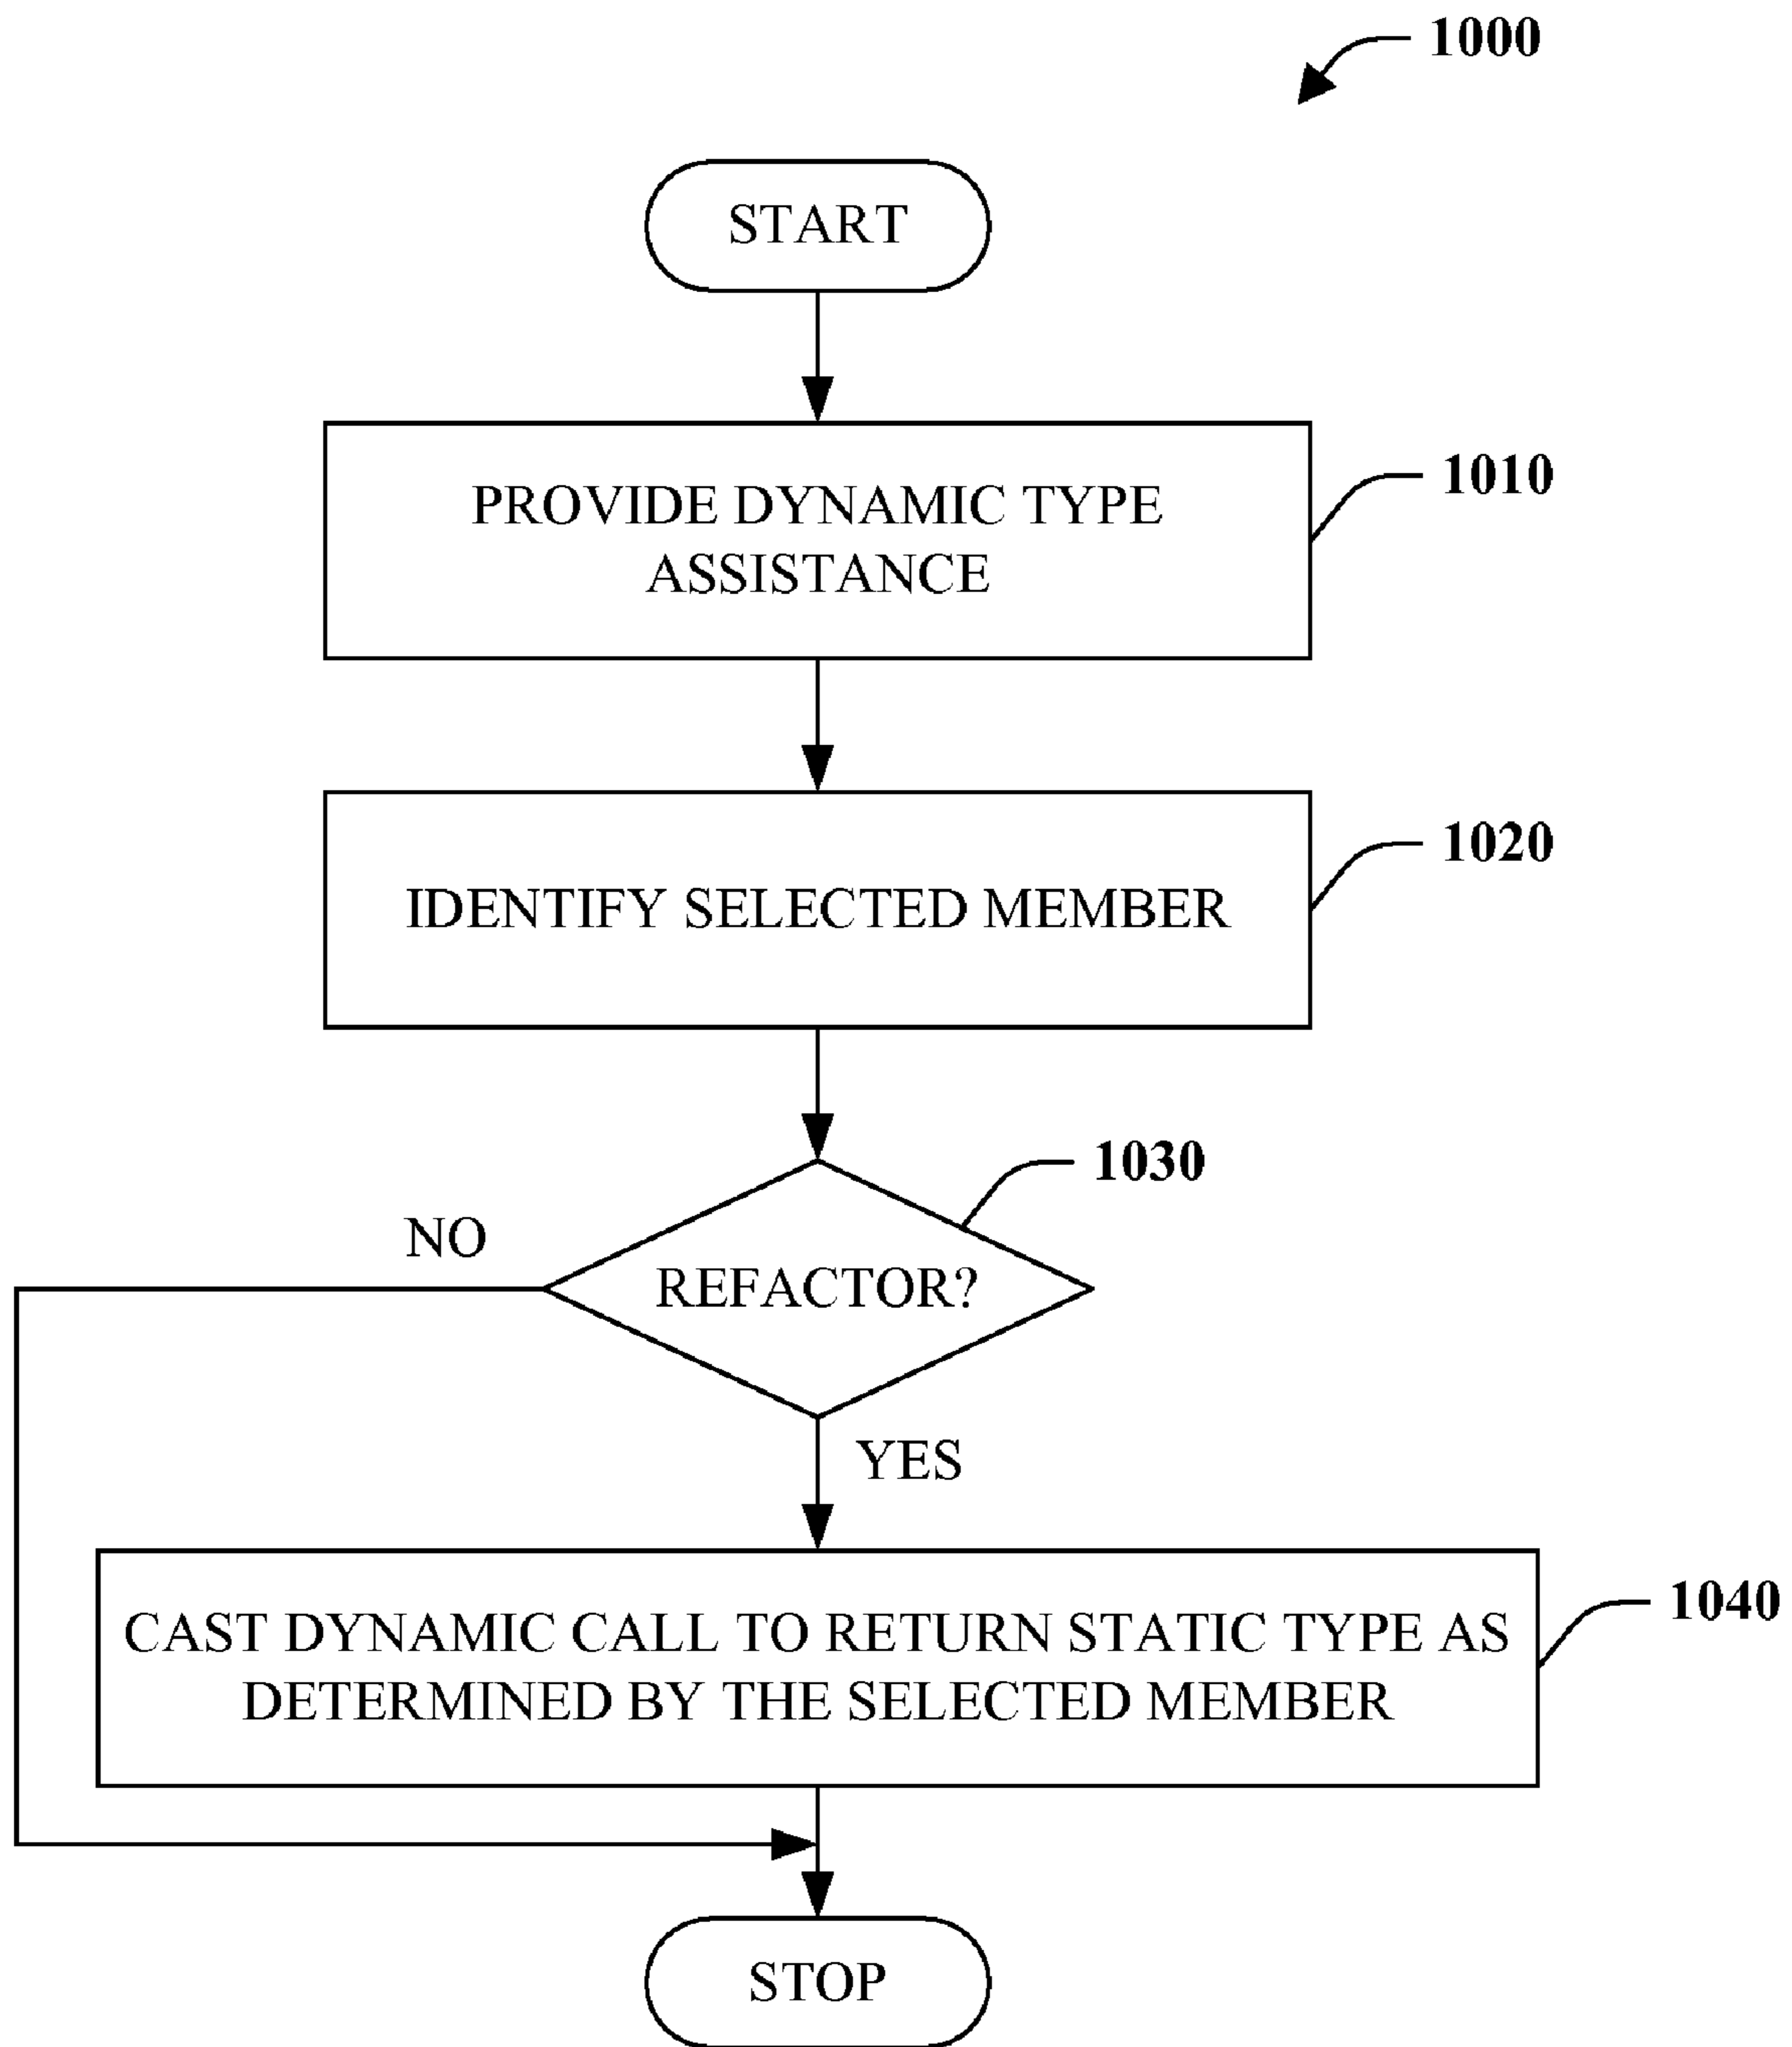 1000
START
PROVIDE DYNAMIC TYPE
ASSISTANCE
1010
IDENTIFY SELECTED MEMBER
1020
1030
NO
REFACTOR?
YES
CAST DYNAMIC CALL TO RETURN STATIC TYPE AS
DETERMINED BY THE SELECTED MEMBER
1040
STOP